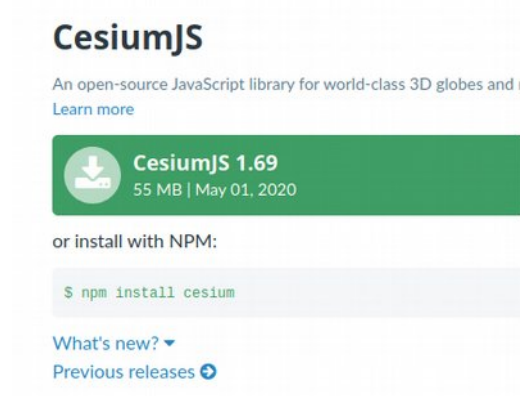 CesiumJS
An open-source JavaScript library for world-class 3D globes and
Learn more
CesiumJS 1.69
55 MB | May 01, 2020
or install with NPM:
$ npm install cesium
What's new?
Previous releases